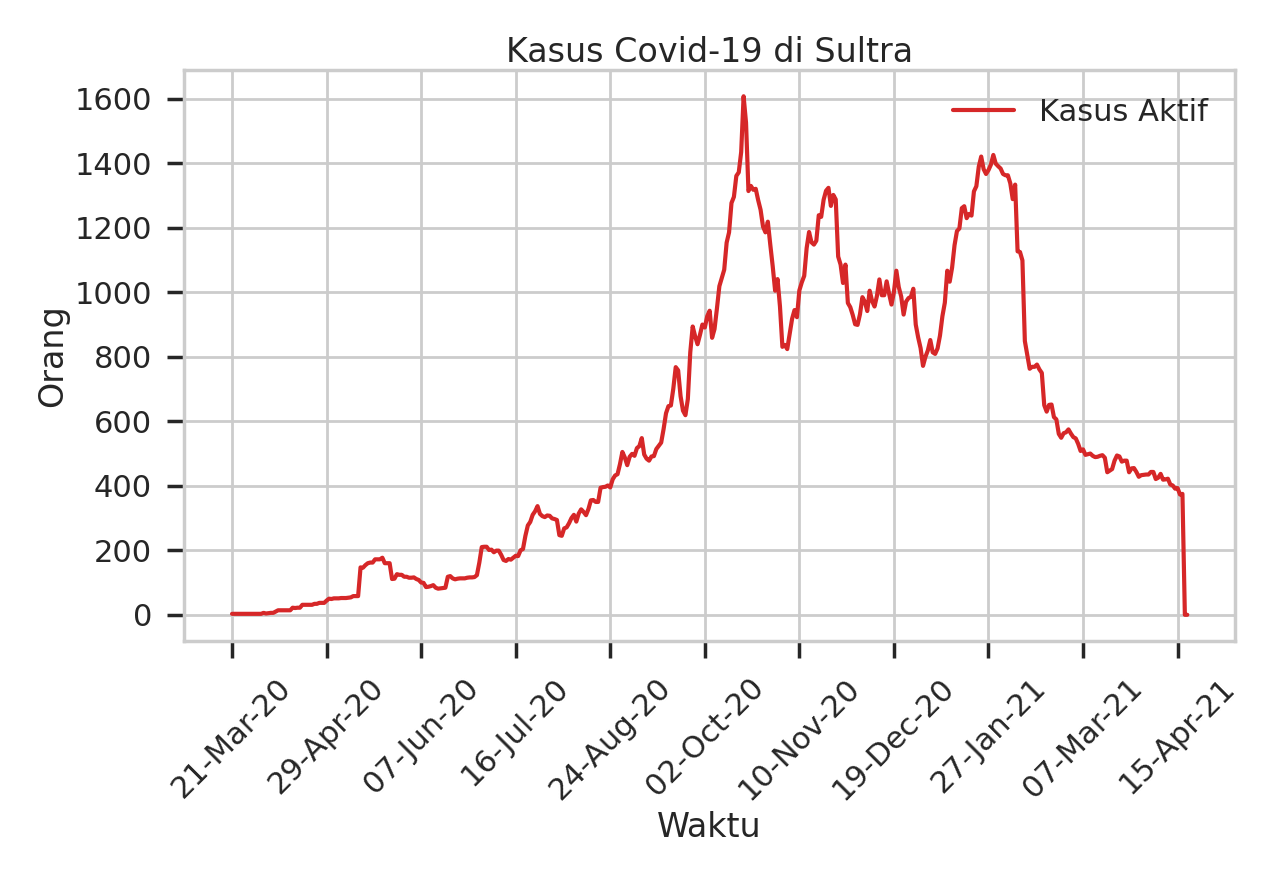 Kasus Covid-19 di Sultra
Kasus Aktif
Orang
1600
1400
1200
1000
800
600
400
200
0
21-Mar-20
29-Apr-20
07-Jun-20
16-Jul-20
24-Aug-20
02-Oct-20
10-Nov-20
19-Dec-20
27-Jan-21
07-Mar-21
15-Apr-21
Waktu